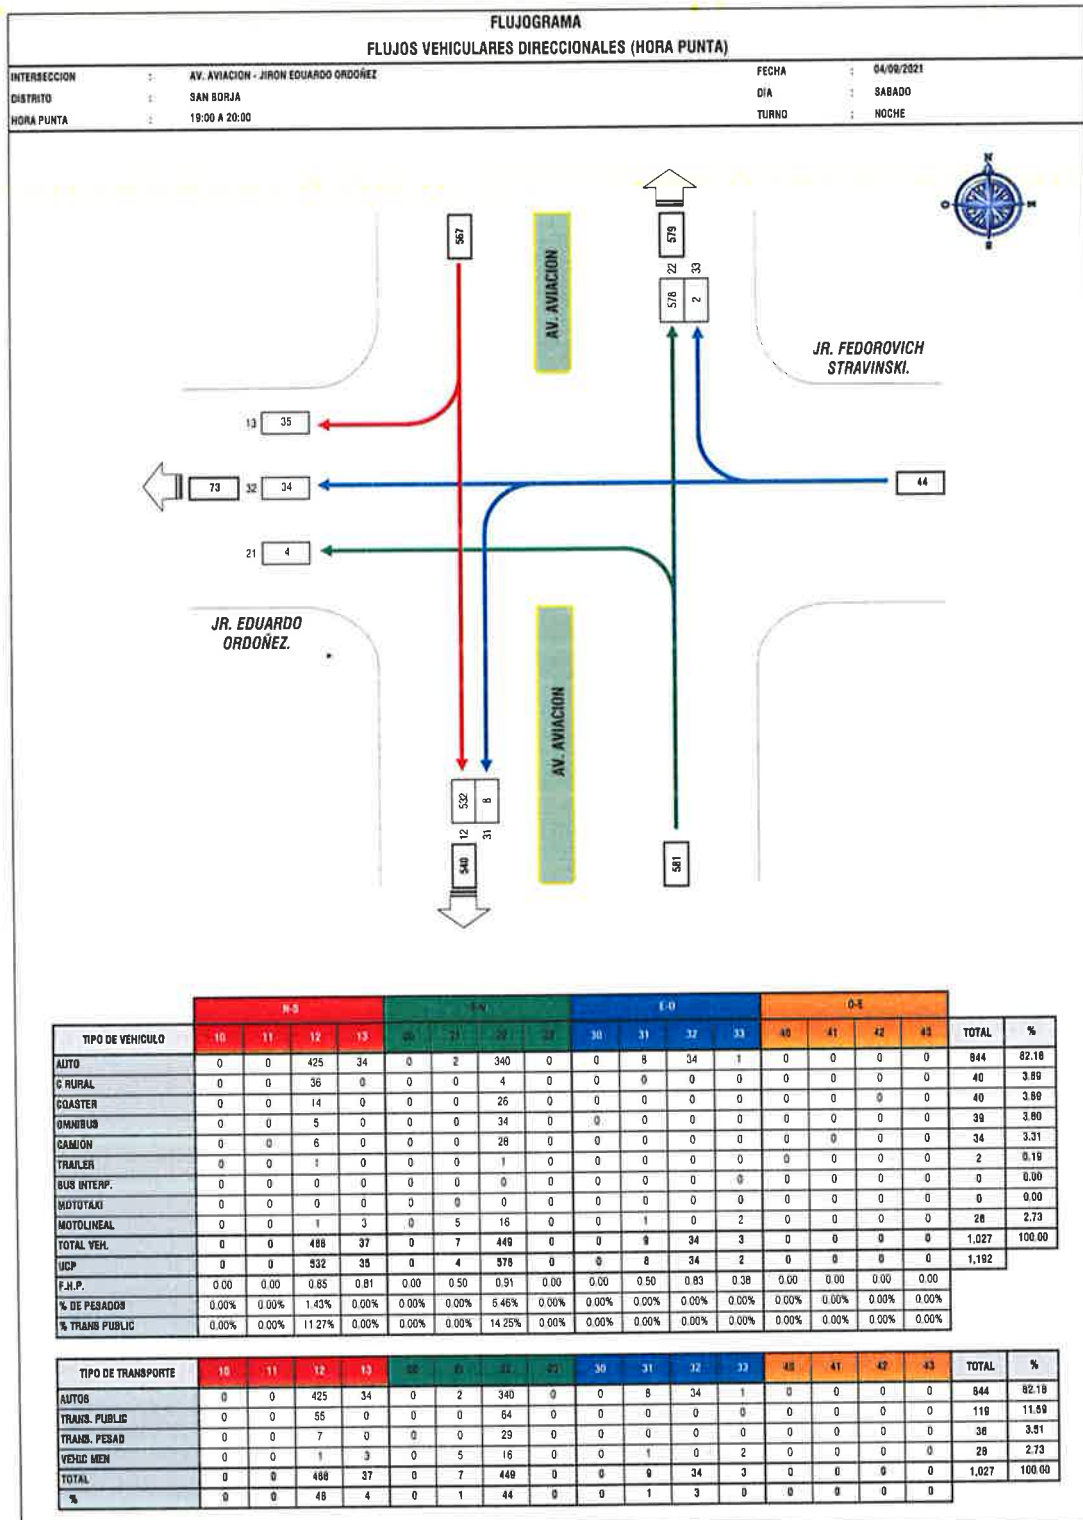 FLUJOGRAMA
FLUJOS VEHICULARES DIRECCIONALES (HORA PUNTA)
INTERSECCION : AV. AVIACION - JIRON EDUARDO ORDOÑEZ FECHA : 04/09/2021
DISTRITO : SAN BORJA DÍA : SABADO
HORA PUNTA : 19:00 A 20:00 TURNO : NOCHE
N
O
S
567
AV. AVIACION
579
22 33
578 2
JR. FEDOROVICH
STRAVINSKI.
13 35
73 32 34
44
21 4
JR. EDUARDO
ORDOÑEZ.
AV. AVIACION
532 8
12 31
540
581
N-S E-O O-E
TIPO DE VEHICULO 10 11 12 13 21 22 30 31 32 33 40 41 42 43 TOTAL %
AUTO 0 0 425 34 0 2 340 0 0 8 34 1 0 0 0 0 844 82.18
C RURAL 0 0 36 0 0 0 4 0 0 0 0 0 0 0 0 0 40 3.89
COASTER 0 0 14 0 0 0 26 0 0 0 0 0 0 0 0 0 40 3.89
OMNIBUS 0 0 5 0 0 0 34 0 0 0 0 0 0 0 0 0 39 3.80
CAMION 0 0 6 0 0 0 28 0 0 0 0 0 0 0 0 0 34 3.31
TRAILER 0 0 1 0 0 0 1 0 0 0 0 0 0 0 0 0 2 0.19
BUS INTERP. 0 0 0 0 0 0 0 0 0 0 0 0 0 0 0 0 0 0.00
MOTOTAXI 0 0 0 0 0 0 0 0 0 0 0 0 0 0 0 0 0 0.00
MOTOLINEAL 0 0 1 3 0 5 16 0 0 1 0 2 0 0 0 0 28 2.73
TOTAL VEH. 0 0 488 37 0 7 449 0 0 9 34 3 0 0 0 0 1,027 100.00
UCP 0 0 532 35 0 4 578 0 0 8 34 2 0 0 0 0 1,192
F.H.P. 0.00 0.00 0.85 0.81 0.00 0.50 0.91 0.00 0.00 0.50 0.83 0.38 0.00 0.00 0.00 0.00
% DE PESADOS 0.00% 0.00% 1.43% 0.00% 0.00% 0.00% 6.46% 0.00% 0.00% 0.00% 0.00% 0.00% 0.00% 0.00% 0.00% 0.00%
% TRANS PUBLIC 0.00% 0.00% 11.27% 0.00% 0.00% 0.00% 14.25% 0.00% 0.00% 0.00% 0.00% 0.00% 0.00% 0.00% 0.00% 0.00%
TIPO DE TRANSPORTE 10 11 12 13 30 31 32 33 40 41 42 43 TOTAL %
AUTOS 0 0 425 34 0 2 340 0 0 8 34 1 0 0 0 0 844 82.18
TRANS. PUBLIC 0 0 55 0 0 0 64 0 0 0 0 0 0 0 0 0 119 11.59
TRANS. PESAD 0 0 7 0 0 0 29 0 0 0 0 0 0 0 0 0 36 3.51
VEHIC MEN 0 0 1 3 0 5 16 0 0 1 0 2 0 0 0 0 28 2.73
TOTAL 0 0 488 37 0 7 449 0 0 9 34 3 0 0 0 0 1,027 100.00
% 0 0 48 4 0 1 44 0 0 1 3 0 0 0 0 0